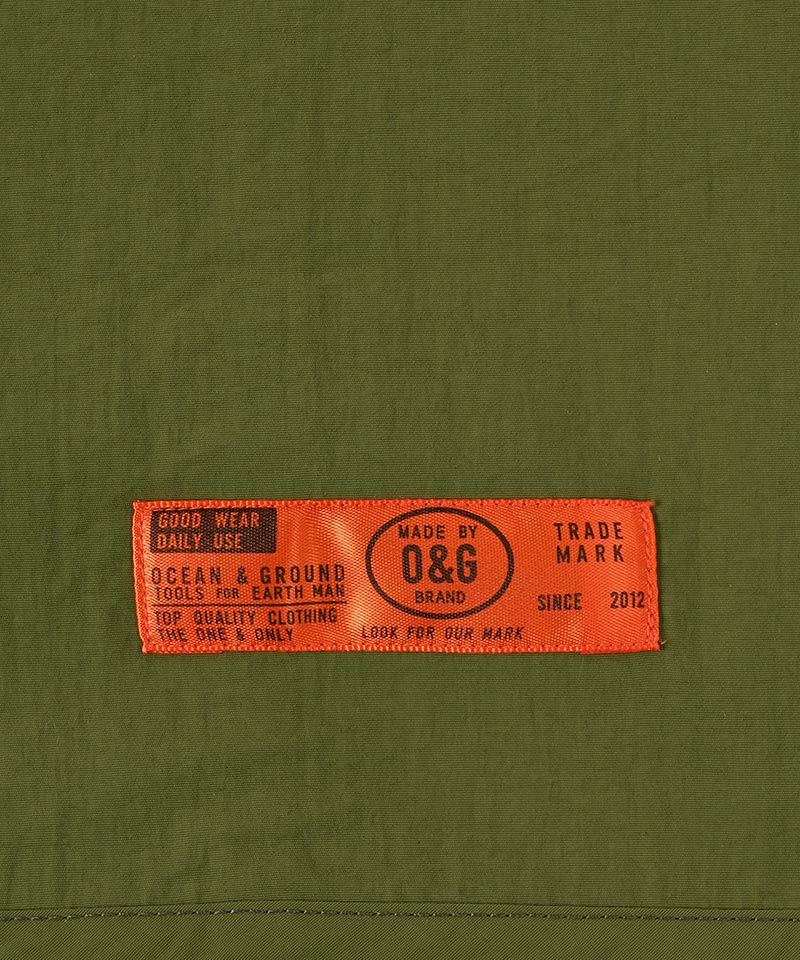 GOOD WEAR
DAILY USE
OCEAN & GROUND
TOOLS FOR EARTH MAN
TOP QUALITY CLOTHING
THE ONE & ONLY
MADE BY
O&G
BRAND
LOOK FOR OUR MARK
TRADE
MARK
SINCE 2012